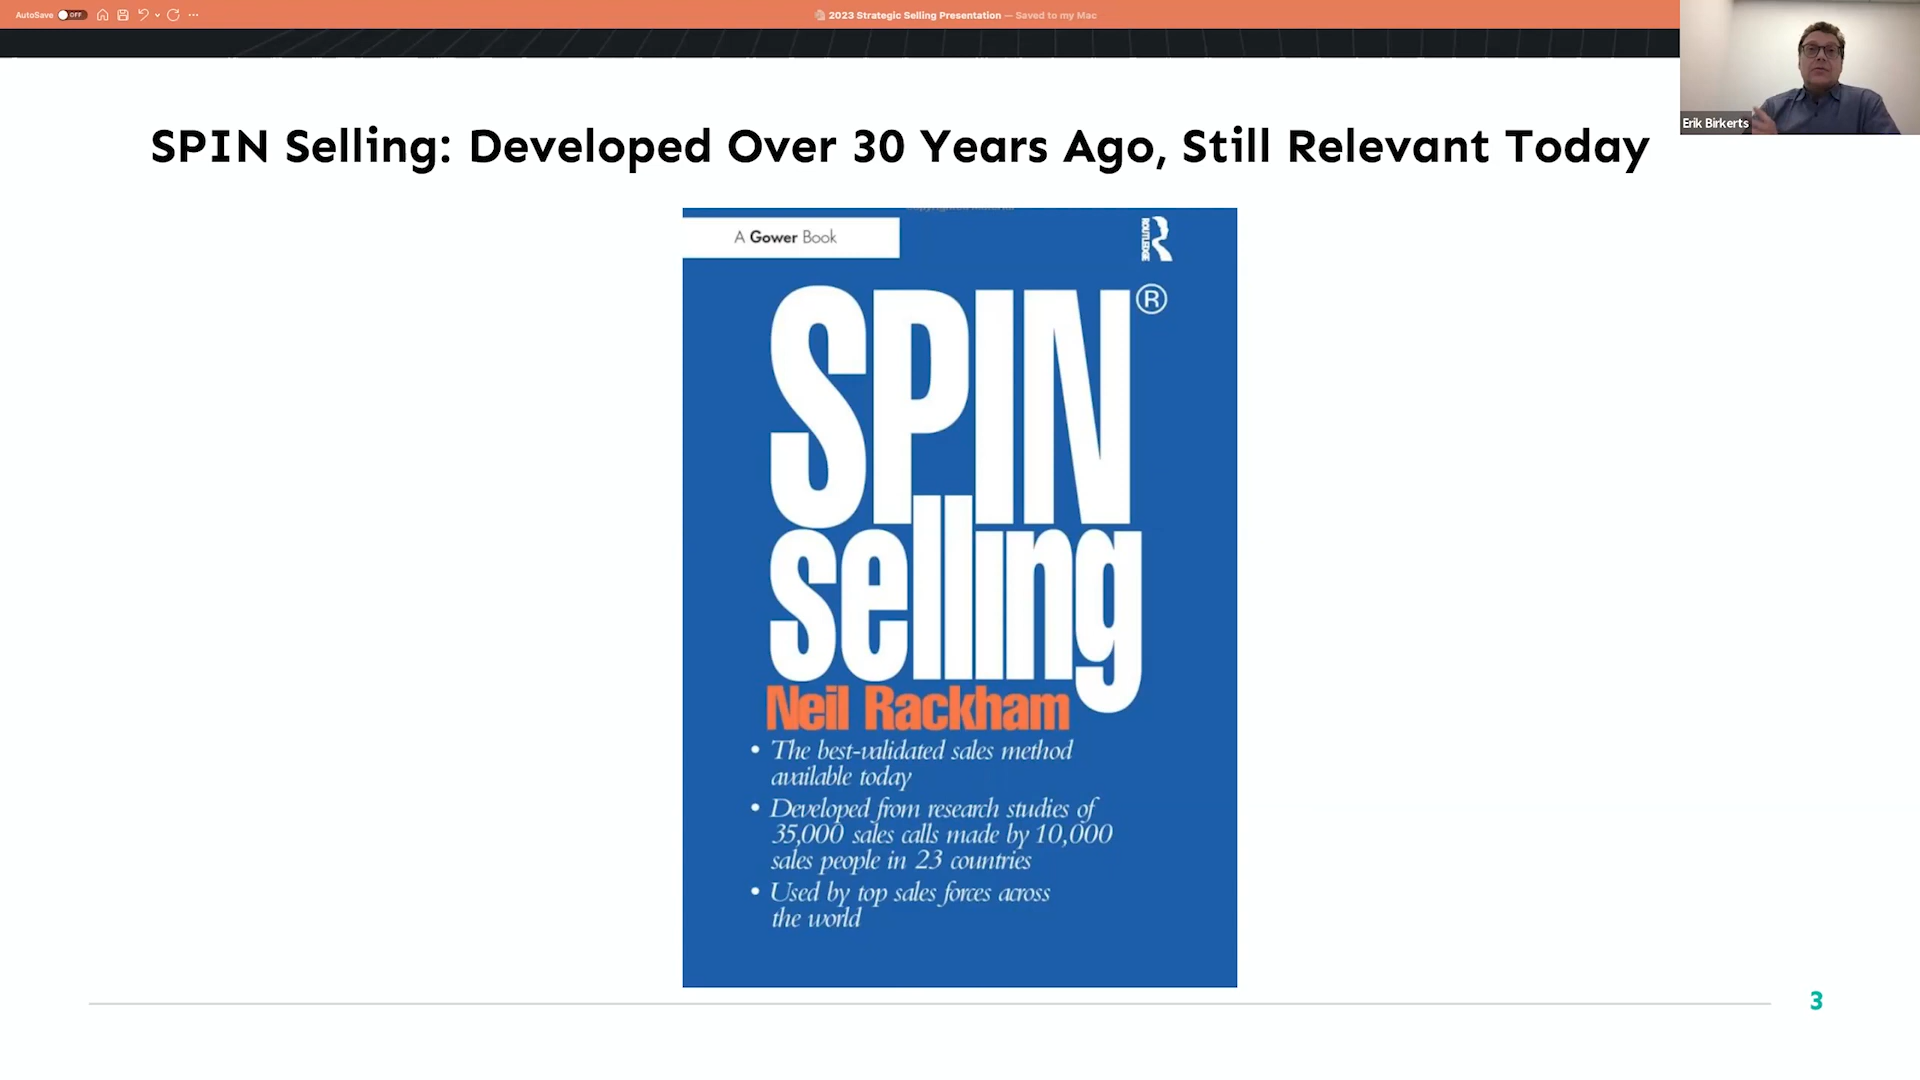 AutoSave OFF
2023 Strategic Selling Presentation — Saved to my Mac
Erik Birkerts
SPIN Selling: Developed Over 30 Years Ago, Still Relevant Today
A Gower Book
ROUTLEDGE
R
SPIN®
selling
Neil Rackham
• The best-validated sales method
available today
• Developed from research studies of
35,000 sales calls made by 10,000
sales people in 23 countries
• Used by top sales forces across
the world
3